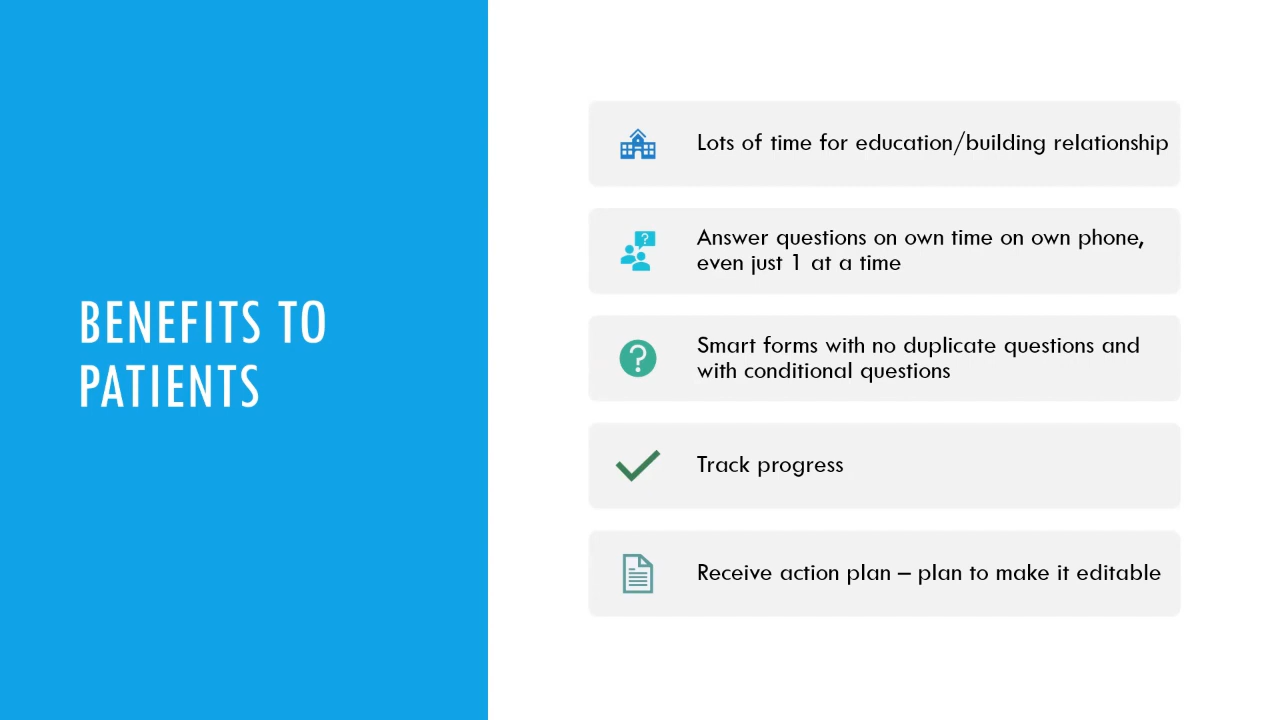 BENEFITS TO
PATIENTS
Lots of time for education/building relationship
Answer questions on own time on own phone,
even just 1 at a time
Smart forms with no duplicate questions and
with conditional questions
Track progress
Receive action plan – plan to make it editable